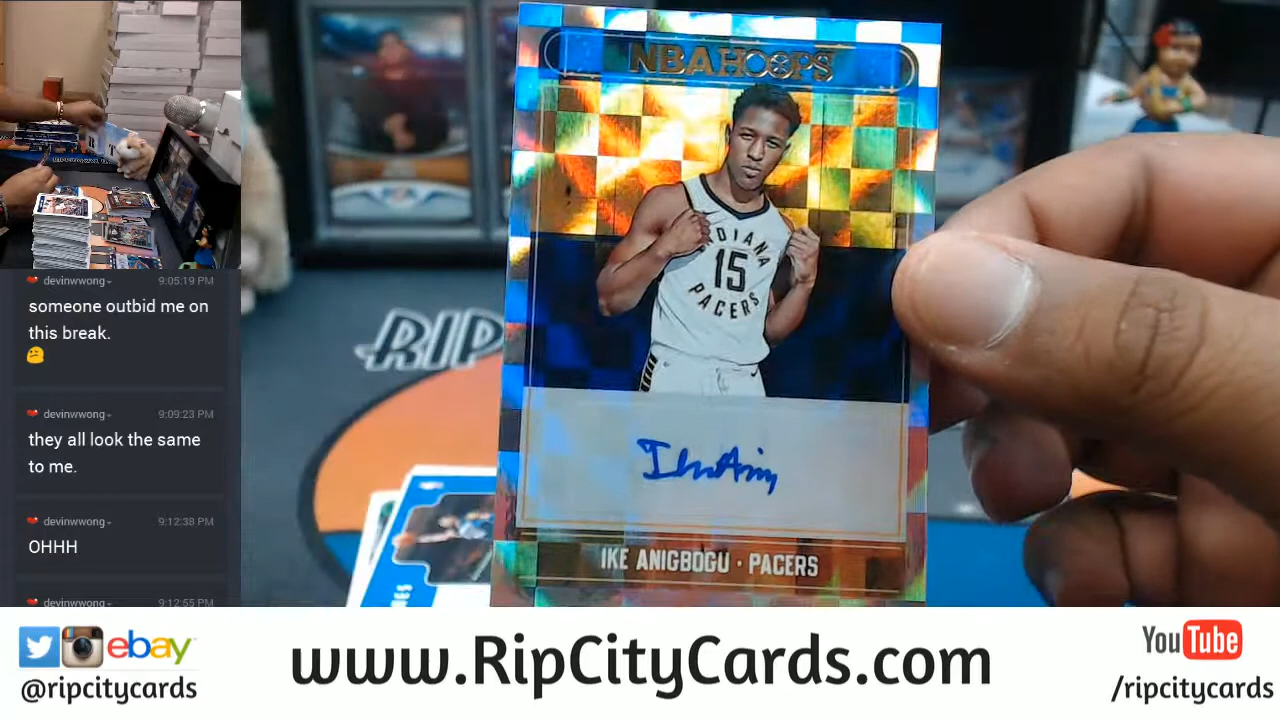 NBA HOOPS
INDIANA
15
PACERS
IKE ANIGBOGU · PACERS
RIP
devinwwong 9:05:19 PM
someone outbid me on
this break.
devinwwong 9:09:23 PM
they all look the same
to me.
devinwwong 9:12:38 PM
OHHH
devinwwong 9:12:55 PM
ebay
@ripcitycards
www.RipCityCards.com
YouTube
/ripcitycards